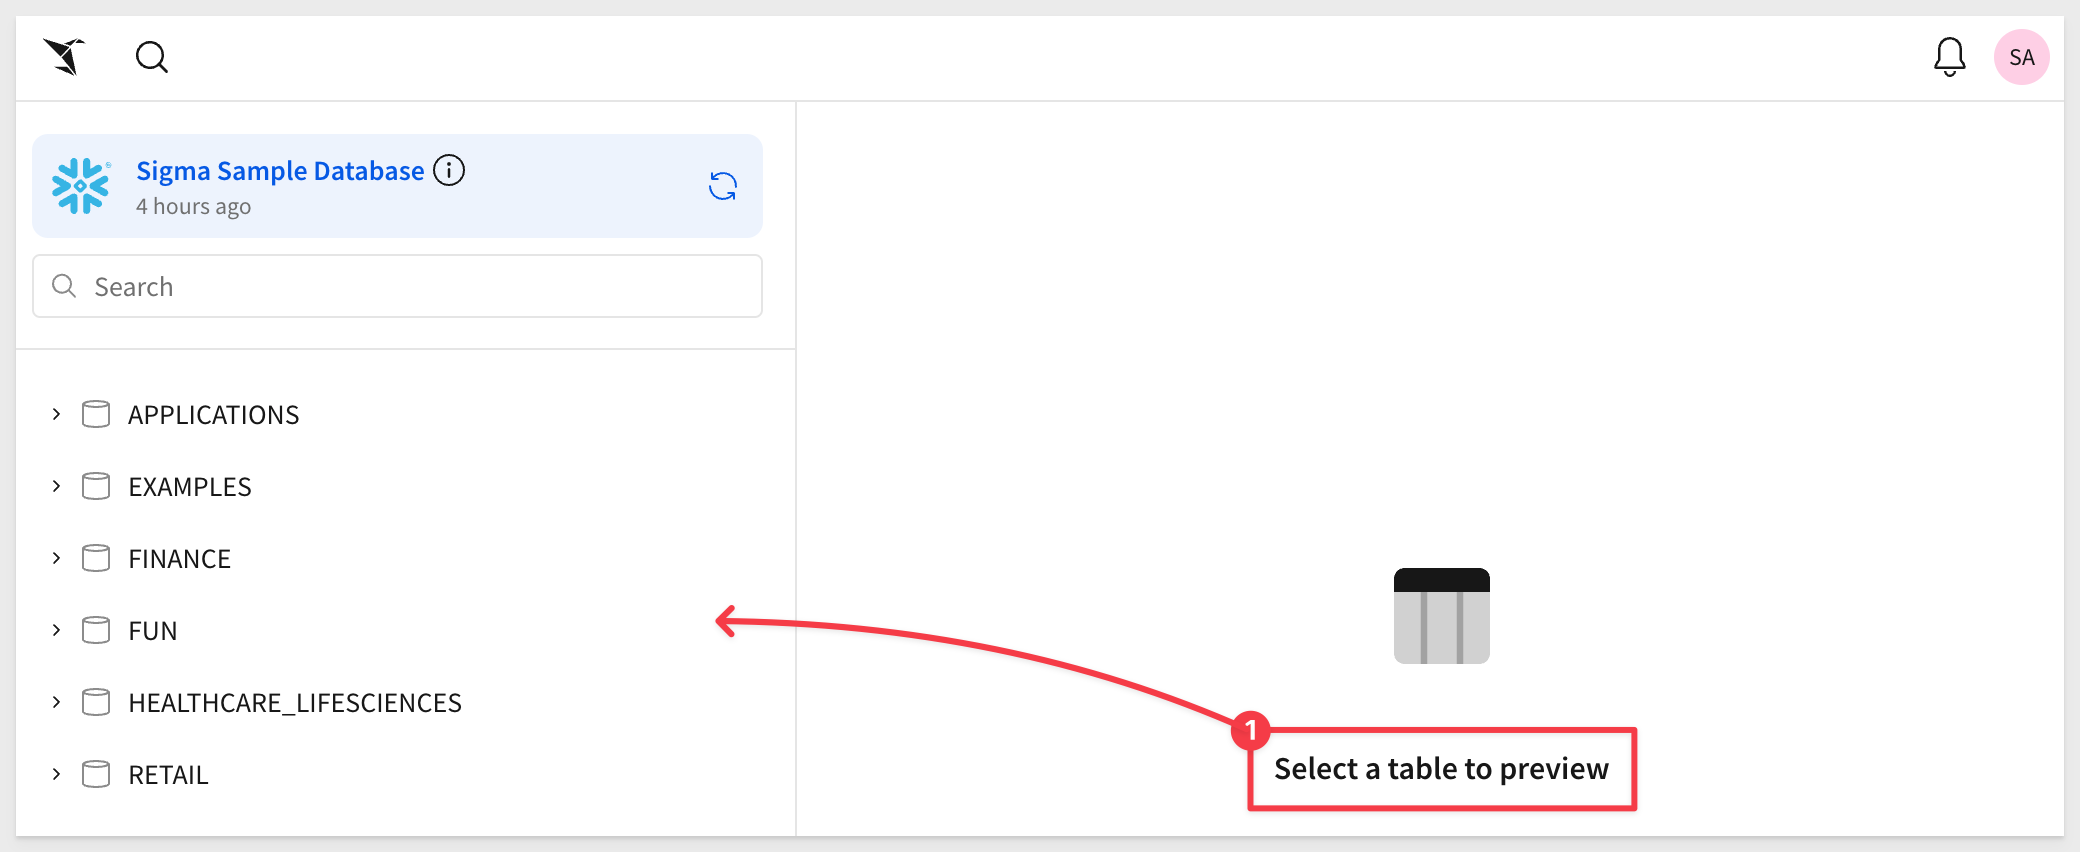 SA
Sigma Sample Database
4 hours ago
Search
APPLICATIONS
EXAMPLES
FINANCE
FUN
HEALTHCARE_LIFESCIENCES
RETAIL
1
Select a table to preview